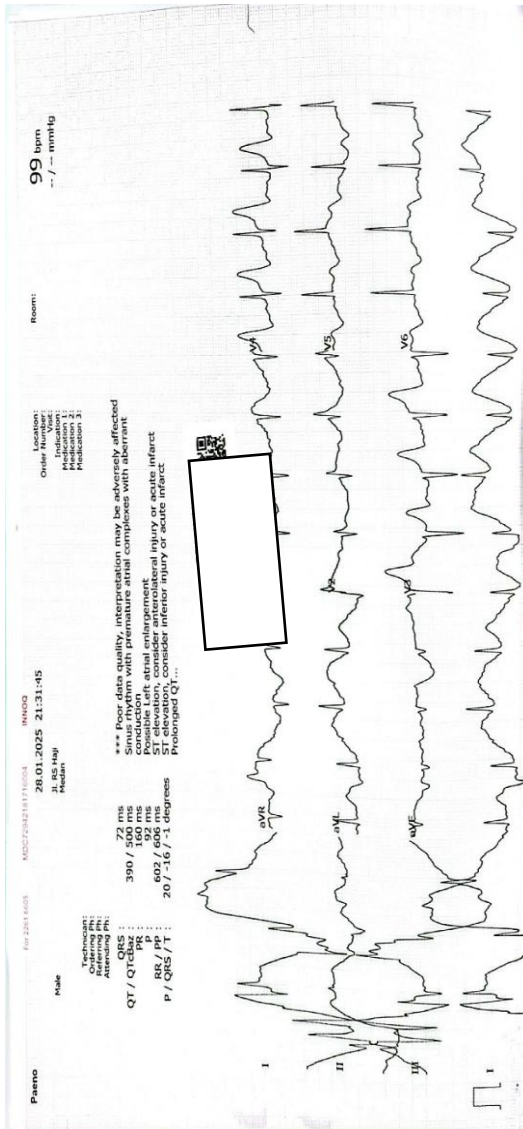 Paeno
Male
28.01.2025 21:31:45
INNOQ
Jl. RS Haji
Medan
Location:
Order Number:
Visit:
Indication:
Medication 1:
Medication 2:
Medication 3:
Room:
99 bpm
-- / -- mmHg
Technician:
Ordering Ph:
Referring Ph:
Attending Ph:
QRS : 72 ms
QT / QTcBaz : 390 / 500 ms
PR : 160 ms
P : 92 ms
RR / PP : 602 / 606 ms
P / QRS / T : 20 / -16 / -1 degrees
*** Poor data quality, interpretation may be adversely affected
Sinus rhythm with premature atrial complexes with aberrant
conduction
Possible Left atrial enlargement
ST elevation, consider anterolateral injury or acute infarct
ST elevation, consider inferior injury or acute infarct
Prolonged QT...
I
aVR
V4
II
aVL
V2
V5
III
aVF
V3
V6
I